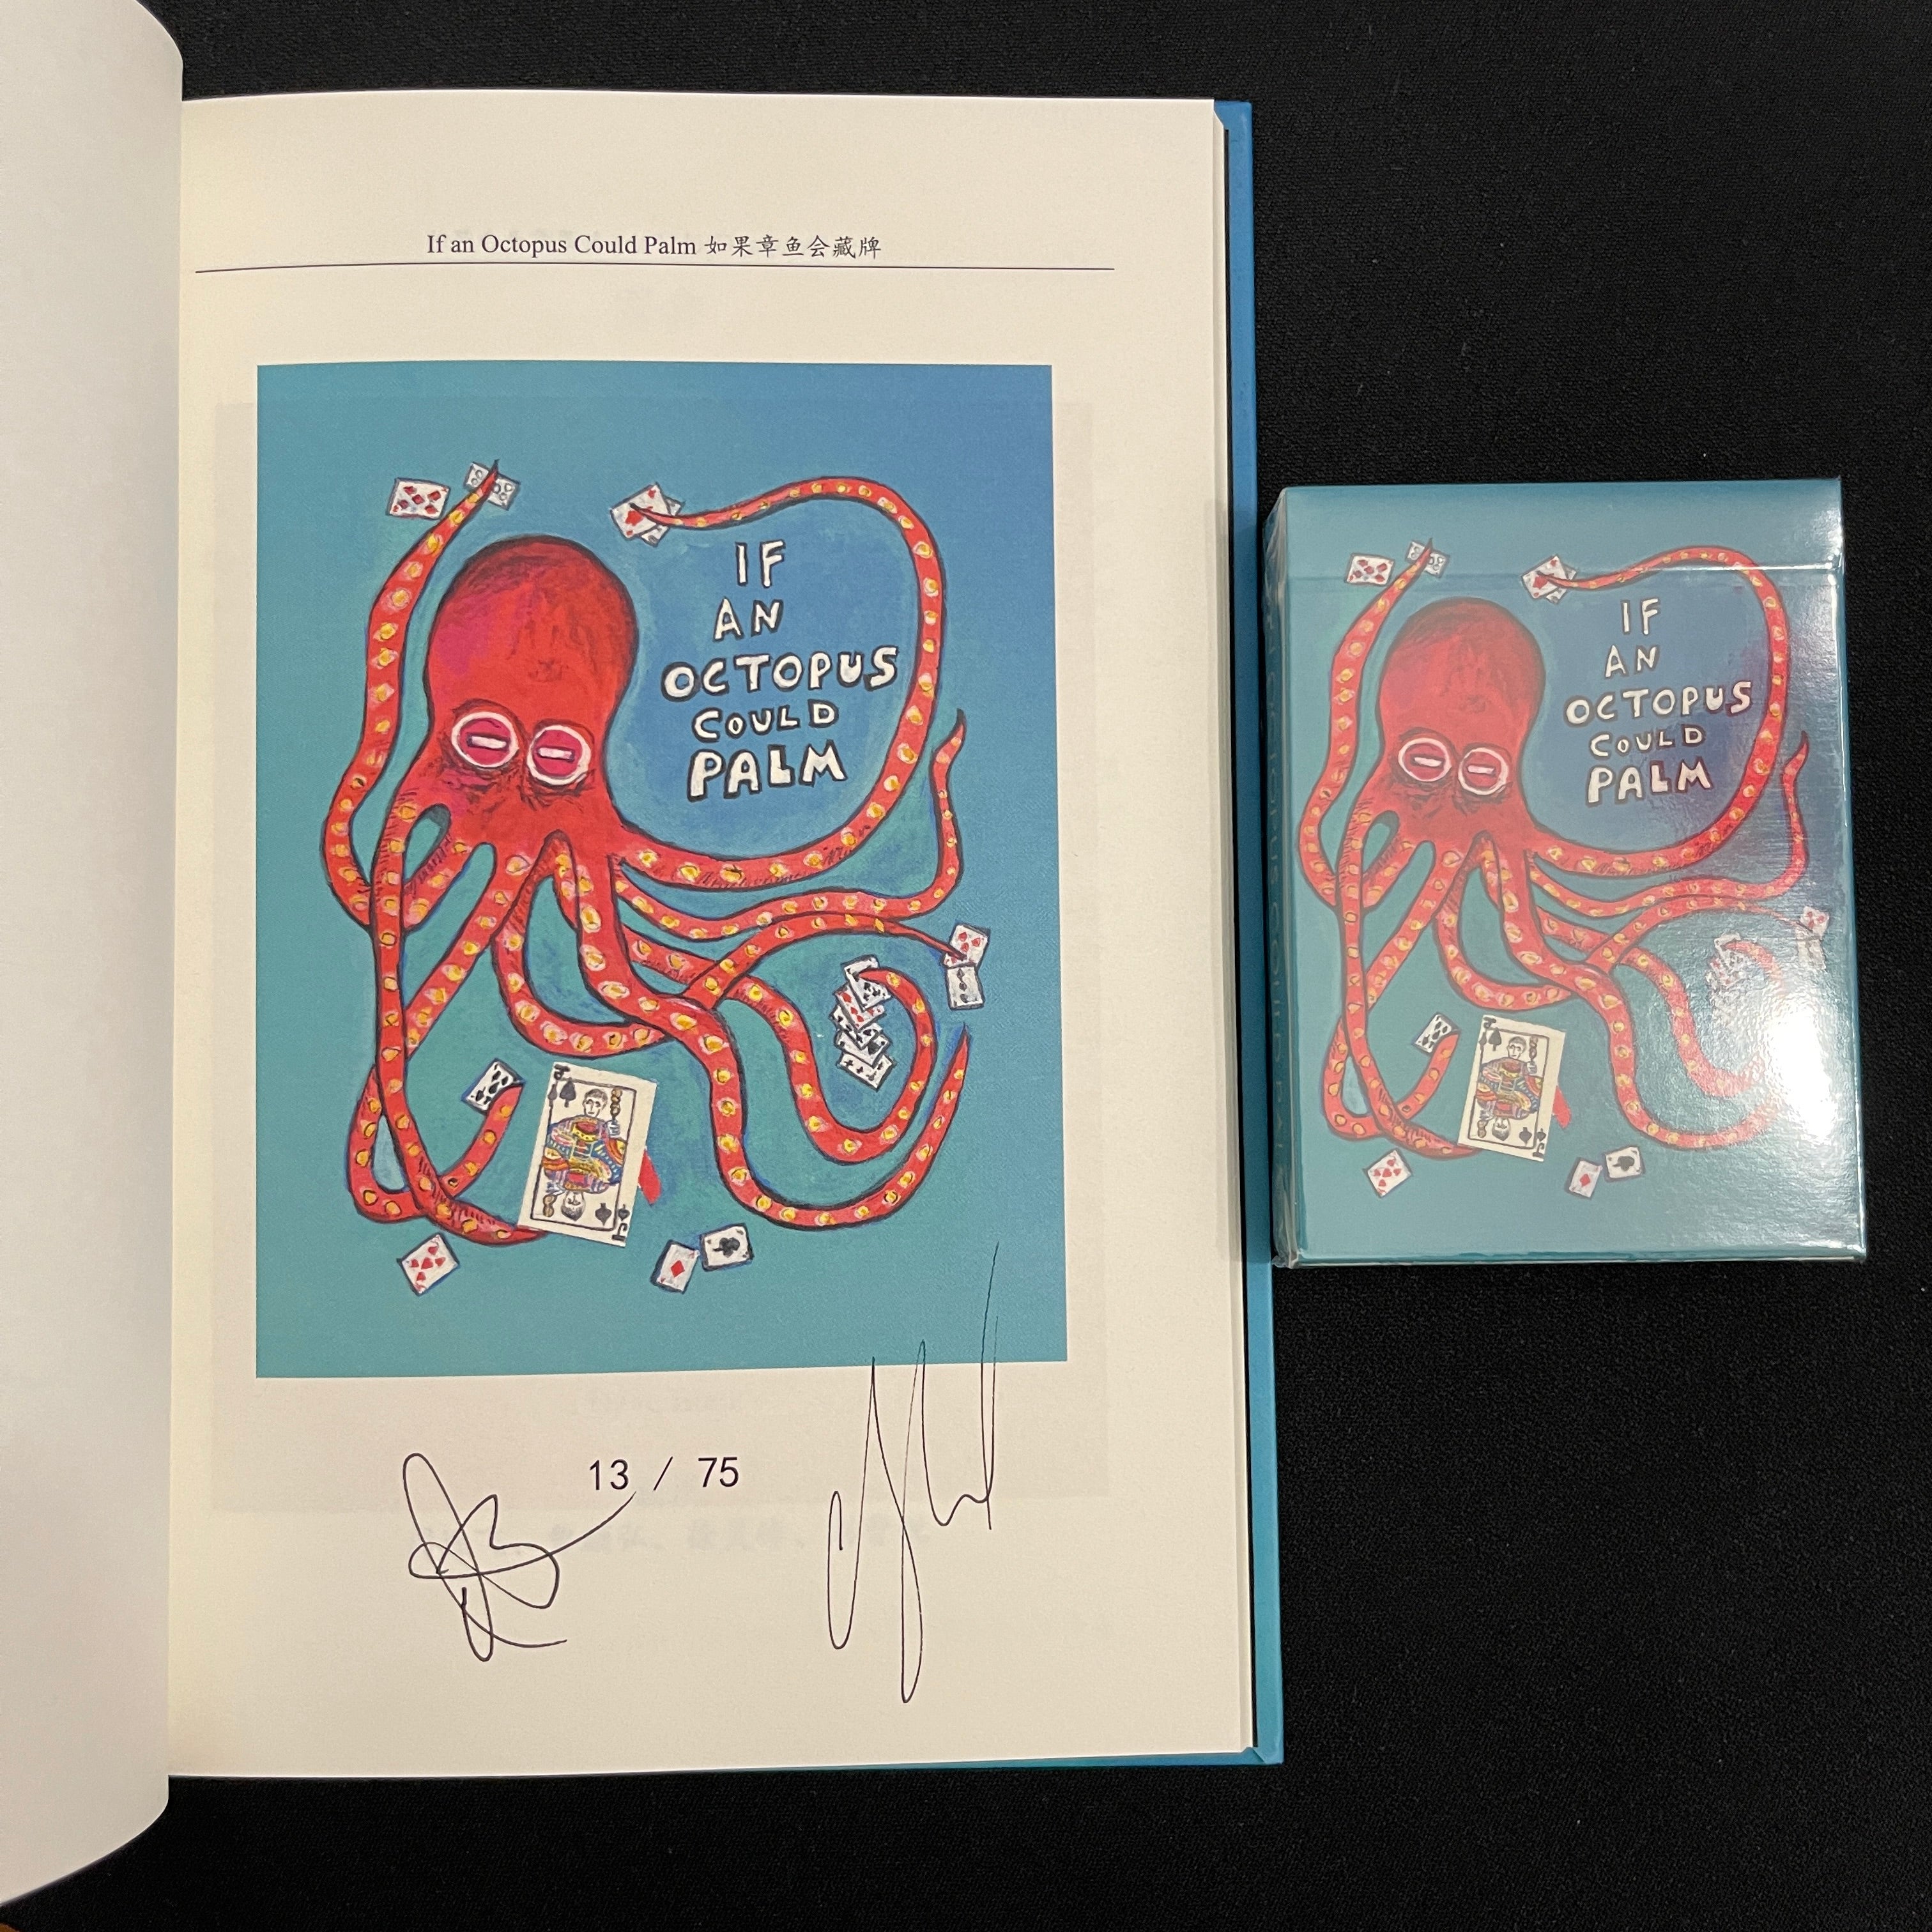 If an Octopus Could Palm 如果章鱼会藏牌
IF
AN
OCTOPUS
COULD
PALM
13 / 75
IF
AN
OCTOPUS
COULD
PALM